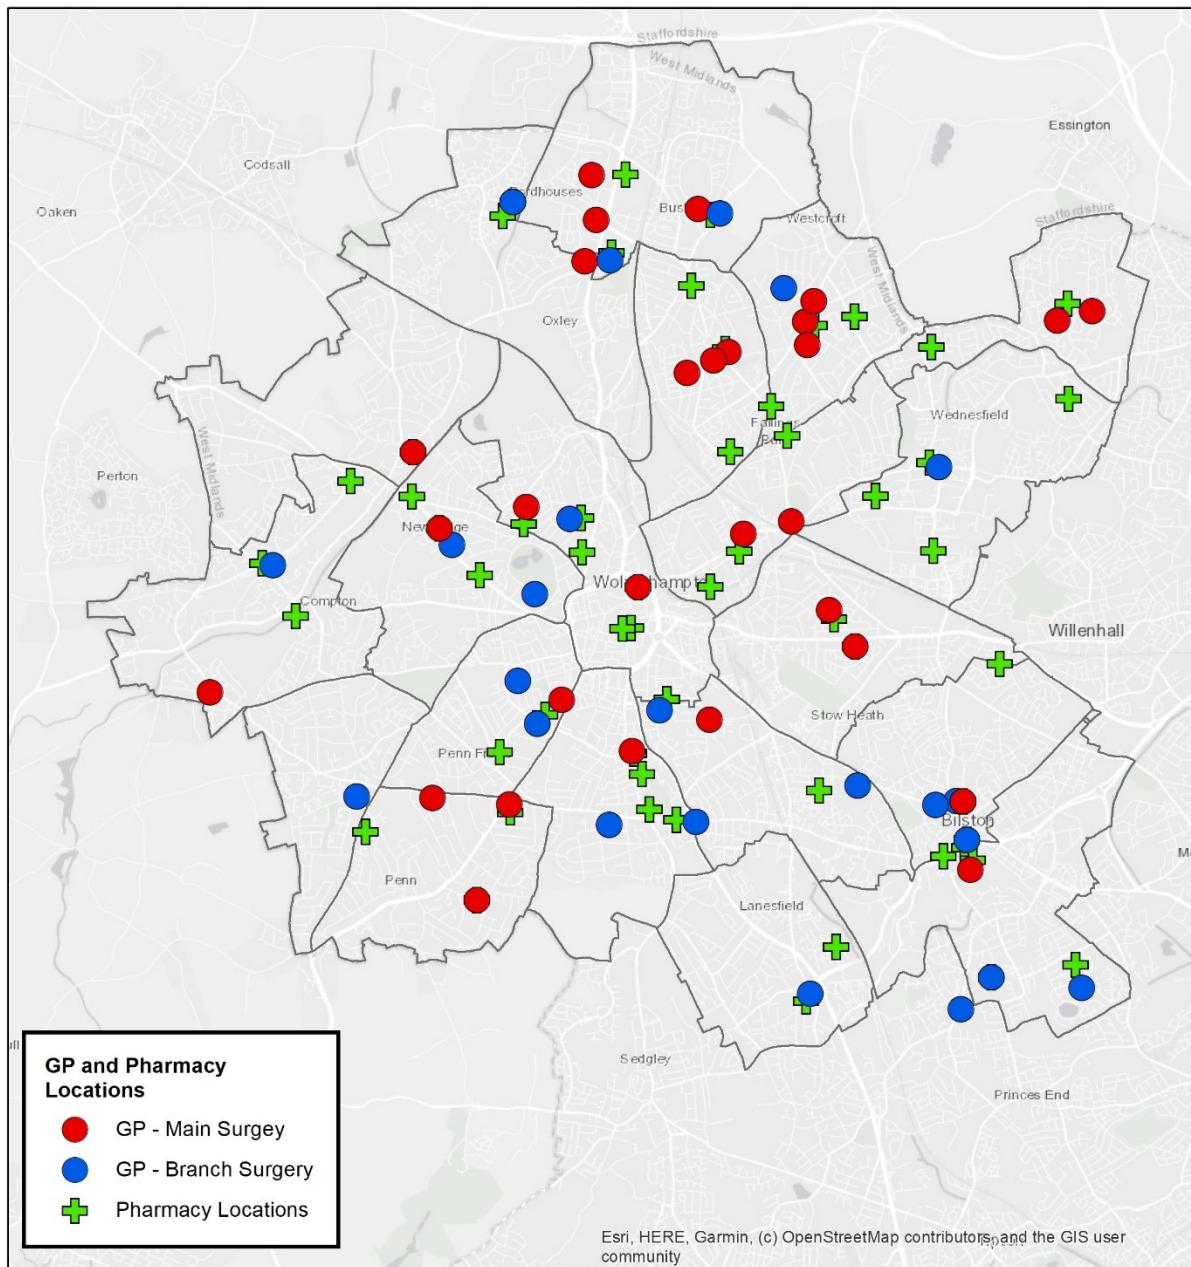 Staffordshire
West Midlands
Essington
Codsall
Oaken
Westcroft
Staffordshire
West Midlands
Oxley
Wednesfield
West Midlands
Perton
Compton
Willenhall
Stow Heath
Bilston
Penn
Lanesfield
Sedgley
Princes End
GP and Pharmacy
Locations
GP - Main Surgey
GP - Branch Surgery
Pharmacy Locations
Esri, HERE, Garmin, (c) OpenStreetMap contributors, and the GIS user
community